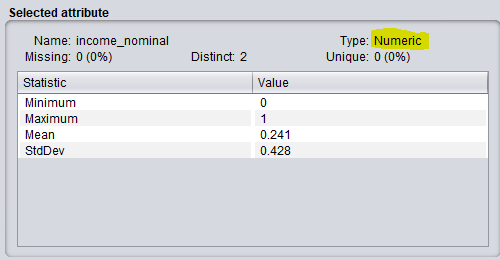 Selected attribute
Name: income_nominal Type: Numeric
Missing: 0 (0%) Distinct: 2 Unique: 0 (0%)
Statistic Value
Minimum 0
Maximum 1
Mean 0.241
StdDev 0.428